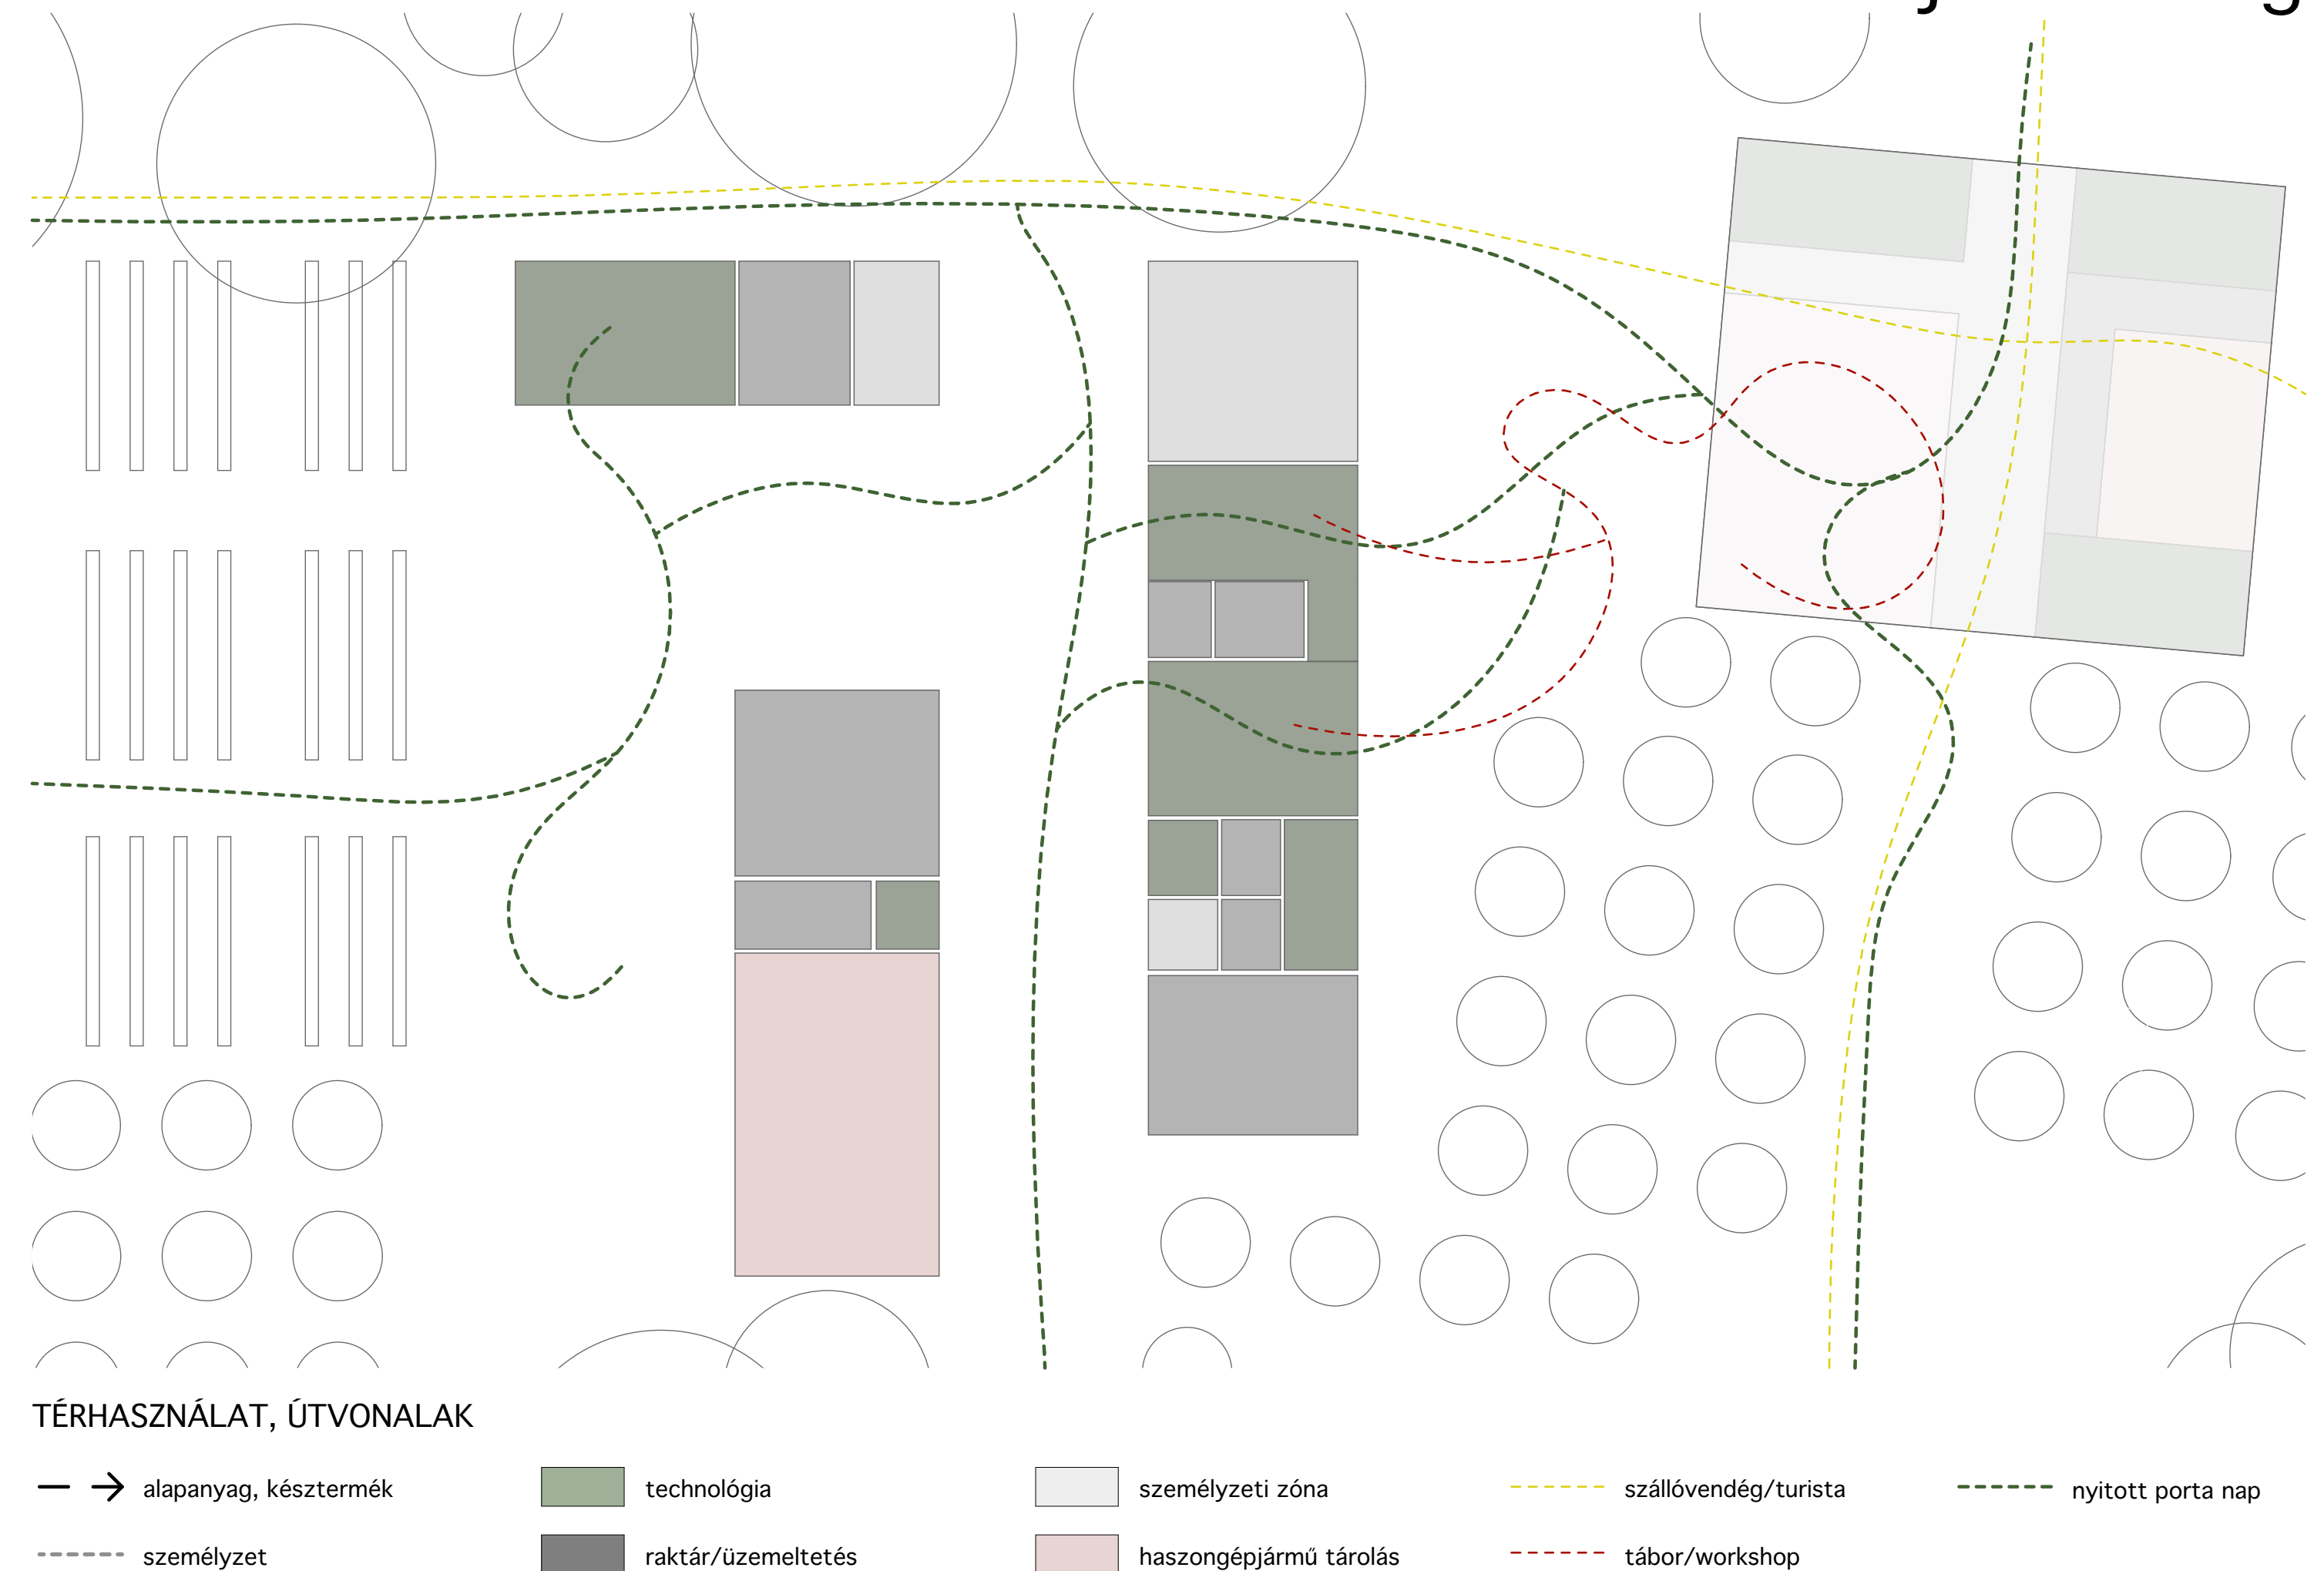 TÉRHASZNÁLAT, ÚTVONALAK
alapanyag, késztermék
technológia
személyzeti zóna
szállóvendég/turista
nyitott porta nap
személyzet
raktár/üzemeltetés
haszongépjármű tárolás
tábor/workshop